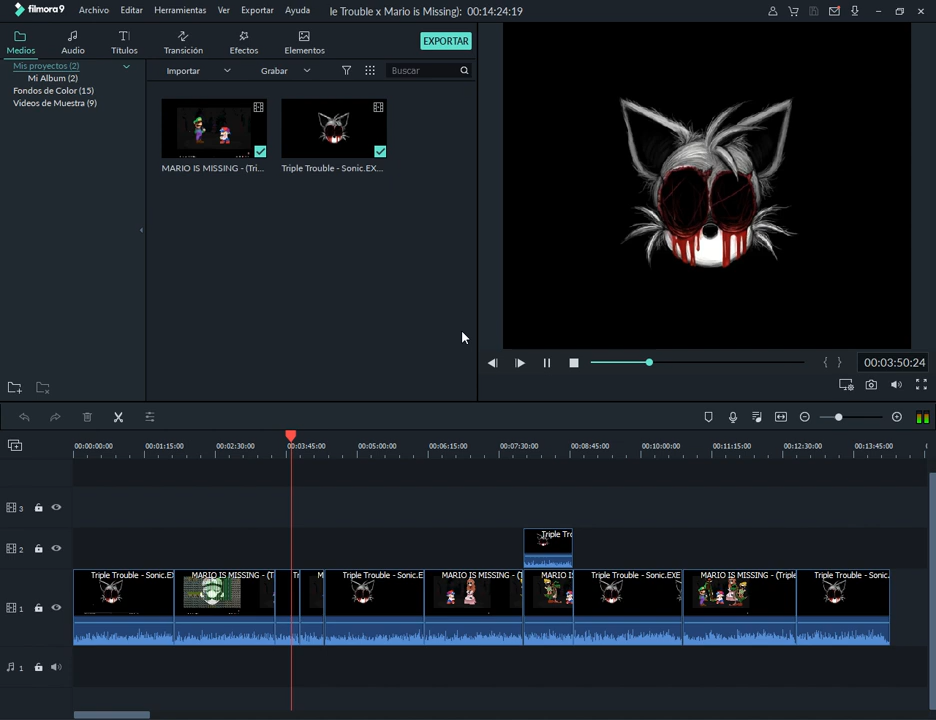 filmora9 Archivo Editar Herramientas Ver Exportar Ayuda le Trouble x Mario is Missing): 00:14:24:19
Medios Audio Títulos Transición Efectos Elementos EXPORTAR
Mis proyectos (2)
Mi Album (2)
Fondos de Color (15)
Videos de Muestra (9)
Importar Grabar Buscar
MARIO IS MISSING - (Tri... Triple Trouble - Sonic.EX...
00:03:50:24
00:00:00:00 00:01:15:00 00:02:30:00 00:03:45:00 00:05:00:00 00:06:15:00 00:07:30:00 00:08:45:00 00:10:00:00 00:11:15:00 00:12:30:00 00:13:45:00
3
2 Triple Tro
1 Triple Trouble - Sonic.EX MARIO IS MISSING - (T Tr M Triple Trouble - Sonic.E MARIO IS MISSING - (T MARIO I Triple Trouble - Sonic.EXE MARIO IS MISSING - (Triple Triple Trouble - Sonic.
1